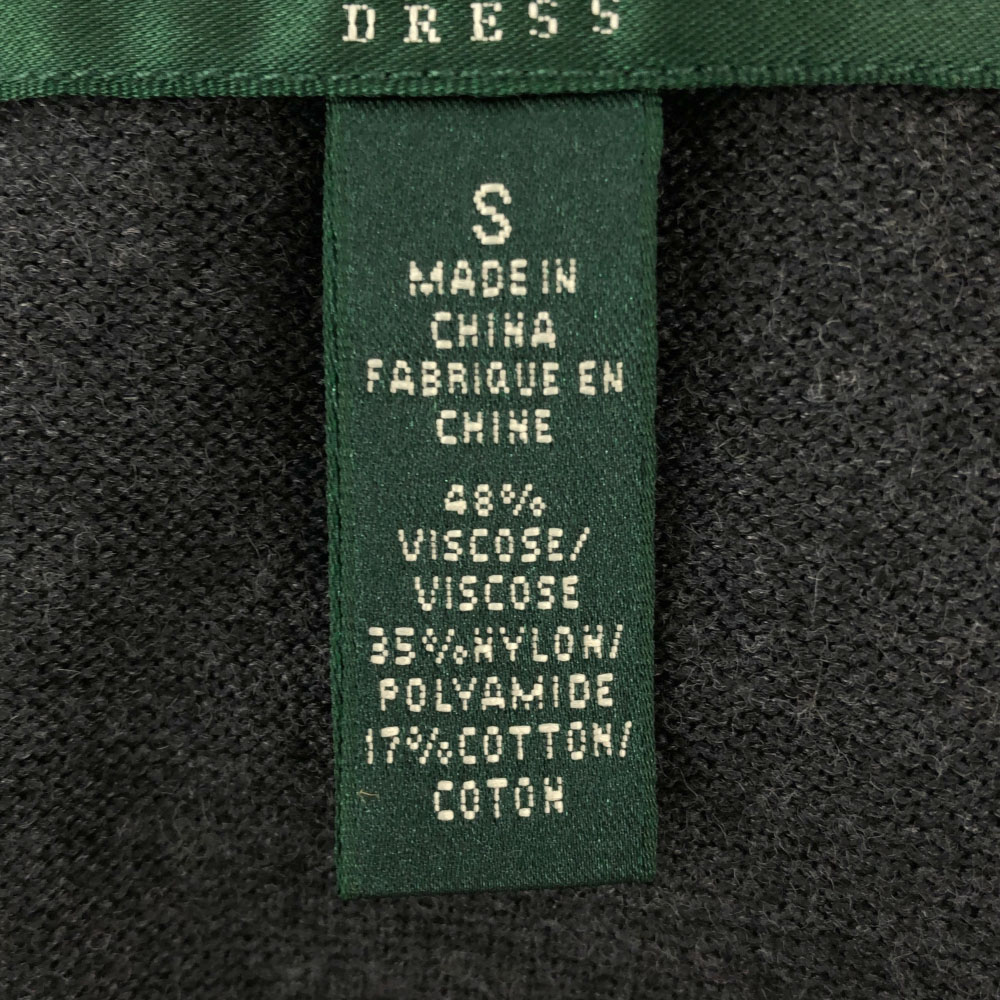 DRESS
S
MADE IN
CHINA
FABRIQUE EN
CHINE
48%
VISCOSE/
VISCOSE
35%NYLON/
POLYAMIDE
17%COTTON/
COTON